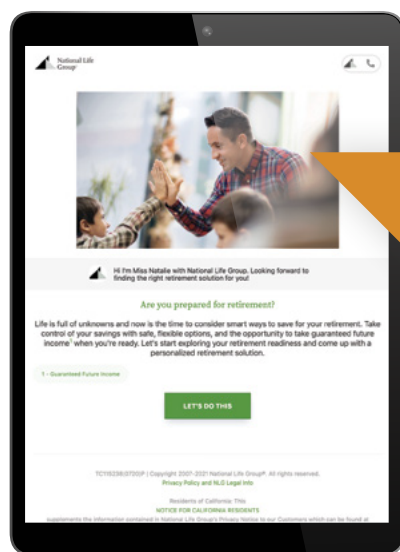 National Life
Group
Hi I'm Miss Natalie with National Life Group. Looking forward to
finding the right retirement solution for you!
Are you prepared for retirement?
Life is full of unknowns and now is the time to consider smart ways to save for your retirement. Take
control of your savings with safe, flexible options, and the opportunity to take guaranteed future
income¹ when you're ready. Let's start exploring your retirement readiness and come up with a
personalized retirement solution.
1 - Guaranteed Future Income
LET'S DO THIS
Copyright 2007-2021 National Life Group®. All rights reserved.
Privacy Policy and NLG Legal Info
Residents of California: This
NOTICE FOR CALIFORNIA RESIDENTS
supplements the information contained in National Life Group's Privacy Notice to our Customers which can be found at